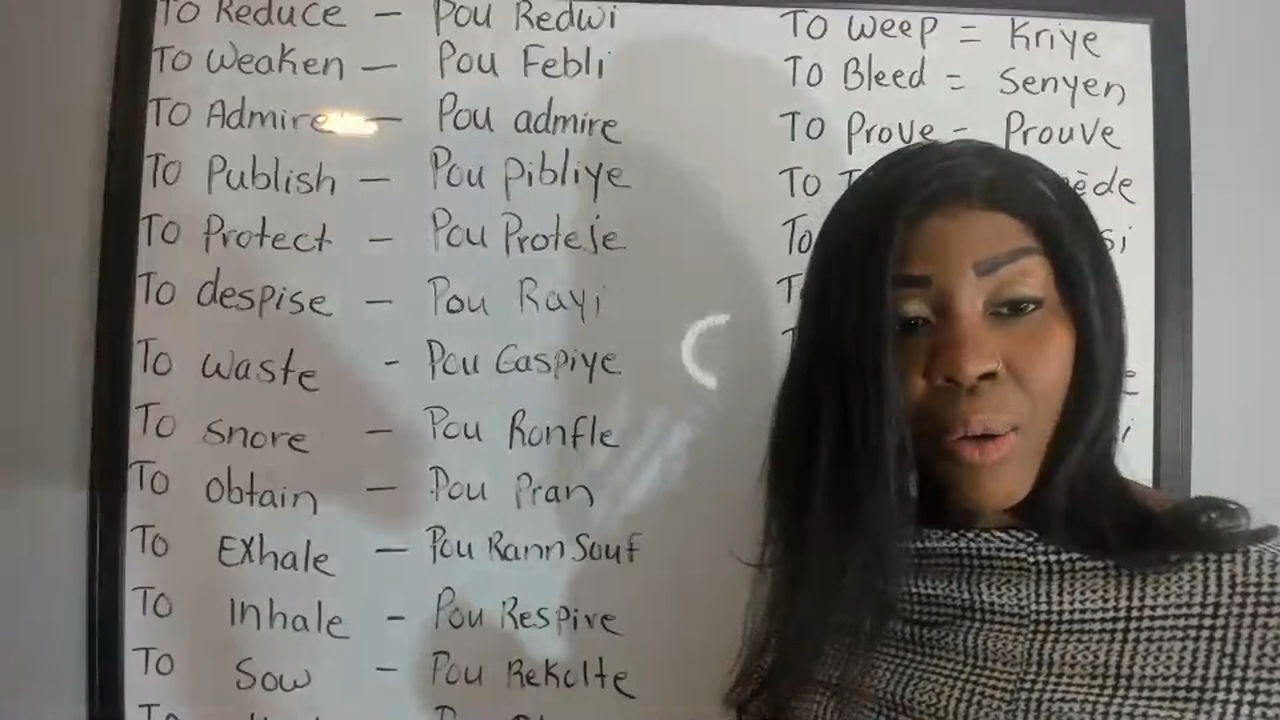 To Reduce – Pou Redwi
To Weaken – Pou Febli
To Admire – Pou admire
To Publish – Pou Pibliye
To Protect – Pou Proteje
To despise – Pou Rayi
To waste - Pou Gaspiye
To snore – Pou Ronfle
To obtain – Pou Pran
To Exhale – Pou Rann Souf
To Inhale - Pou Respire
To Sow - Pou Rekolte
To
To weep = Kriye
To Bleed = Senyen
To Prove - Prouve
To
To